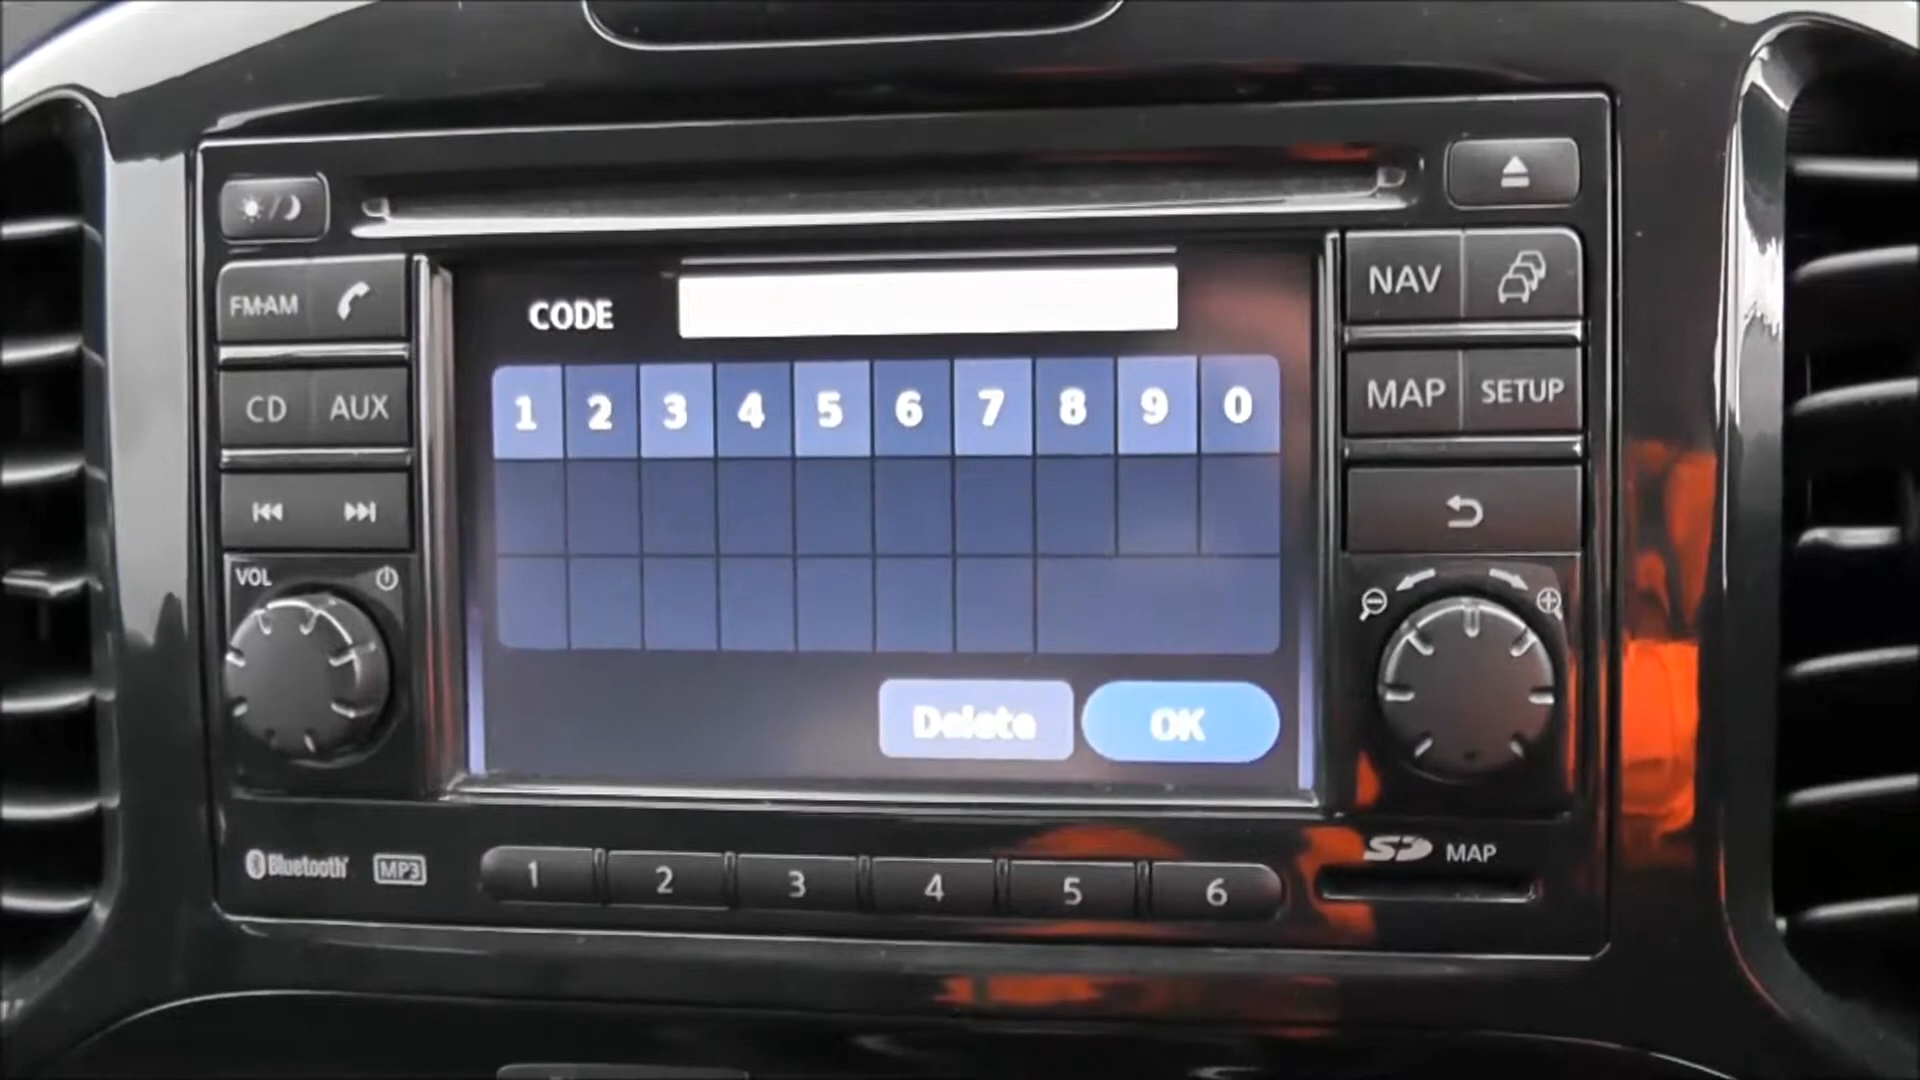 FM·AM
CD AUX
VOL
CODE
1 2 3 4 5 6 7 8 9 0
Delete OK
NAV
MAP SETUP
Bluetooth MP3
1 2 3 4 5 6
SD MAP